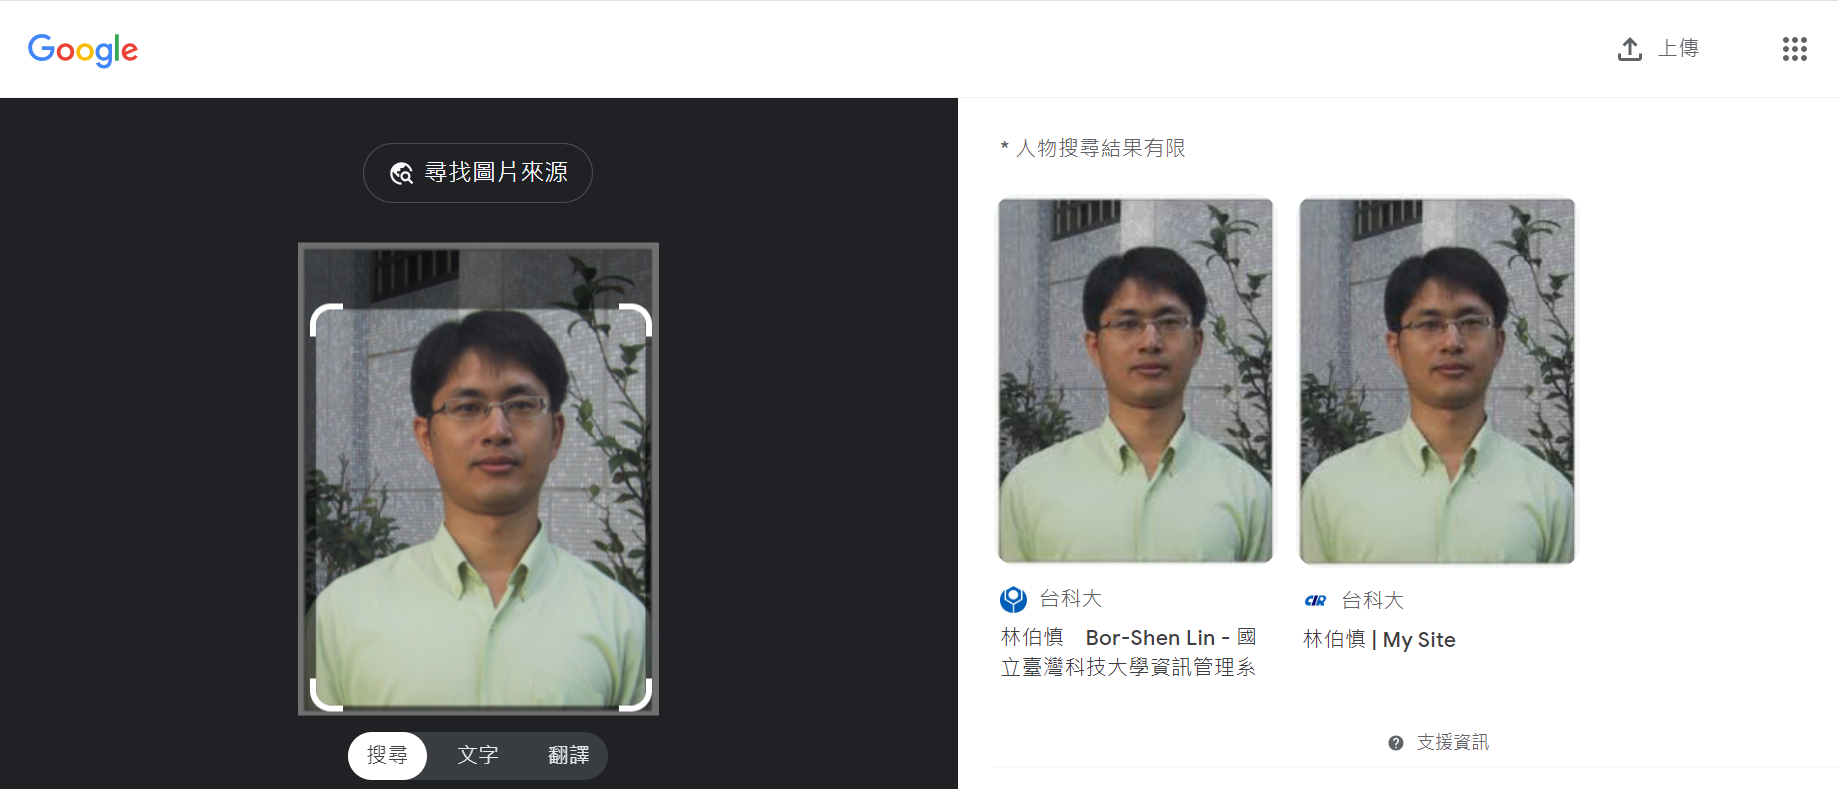 Google
上傳
尋找圖片來源
搜尋
文字
翻譯
* 人物搜尋結果有限
台科大
林伯慎　Bor-Shen Lin - 國
立臺灣科技大學資訊管理系
CIR
台科大
林伯慎 | My Site
支援資訊